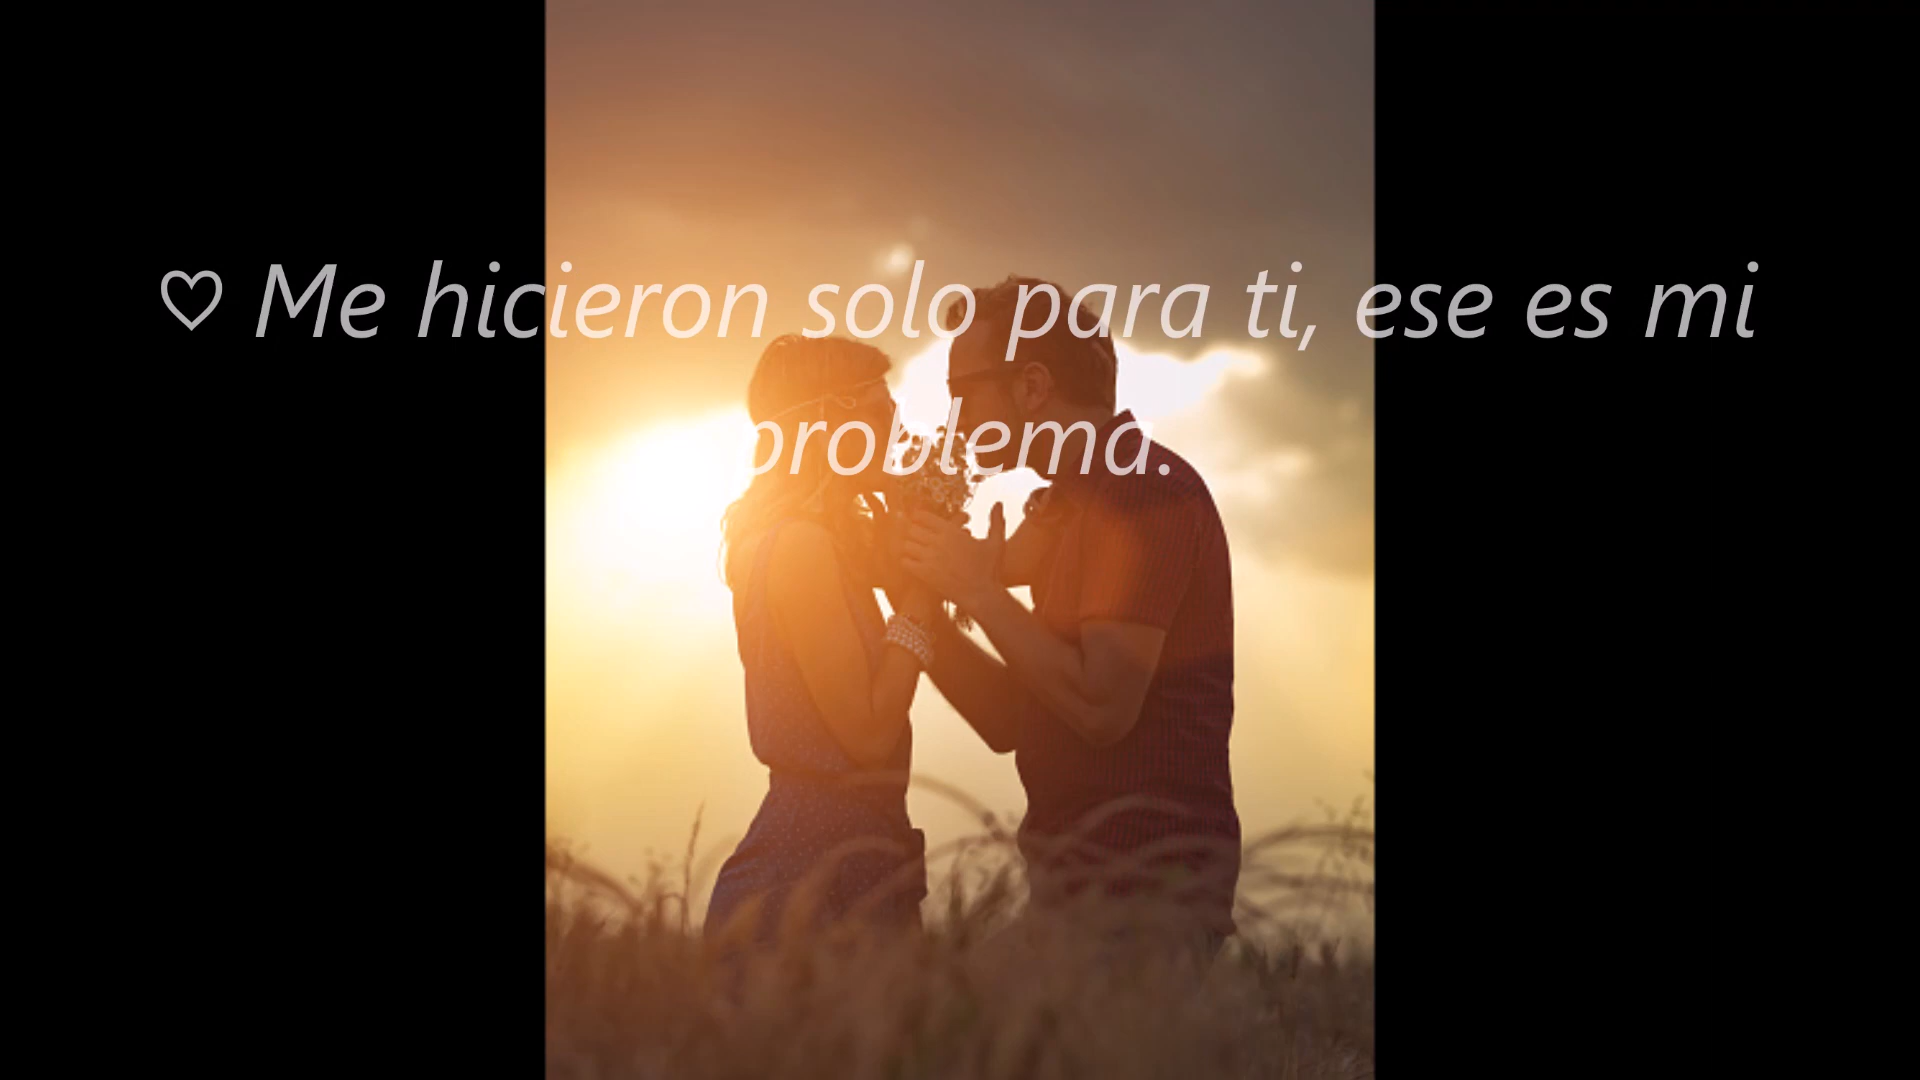 ♡ Me hicieron solo para ti, ese es mi
problema.